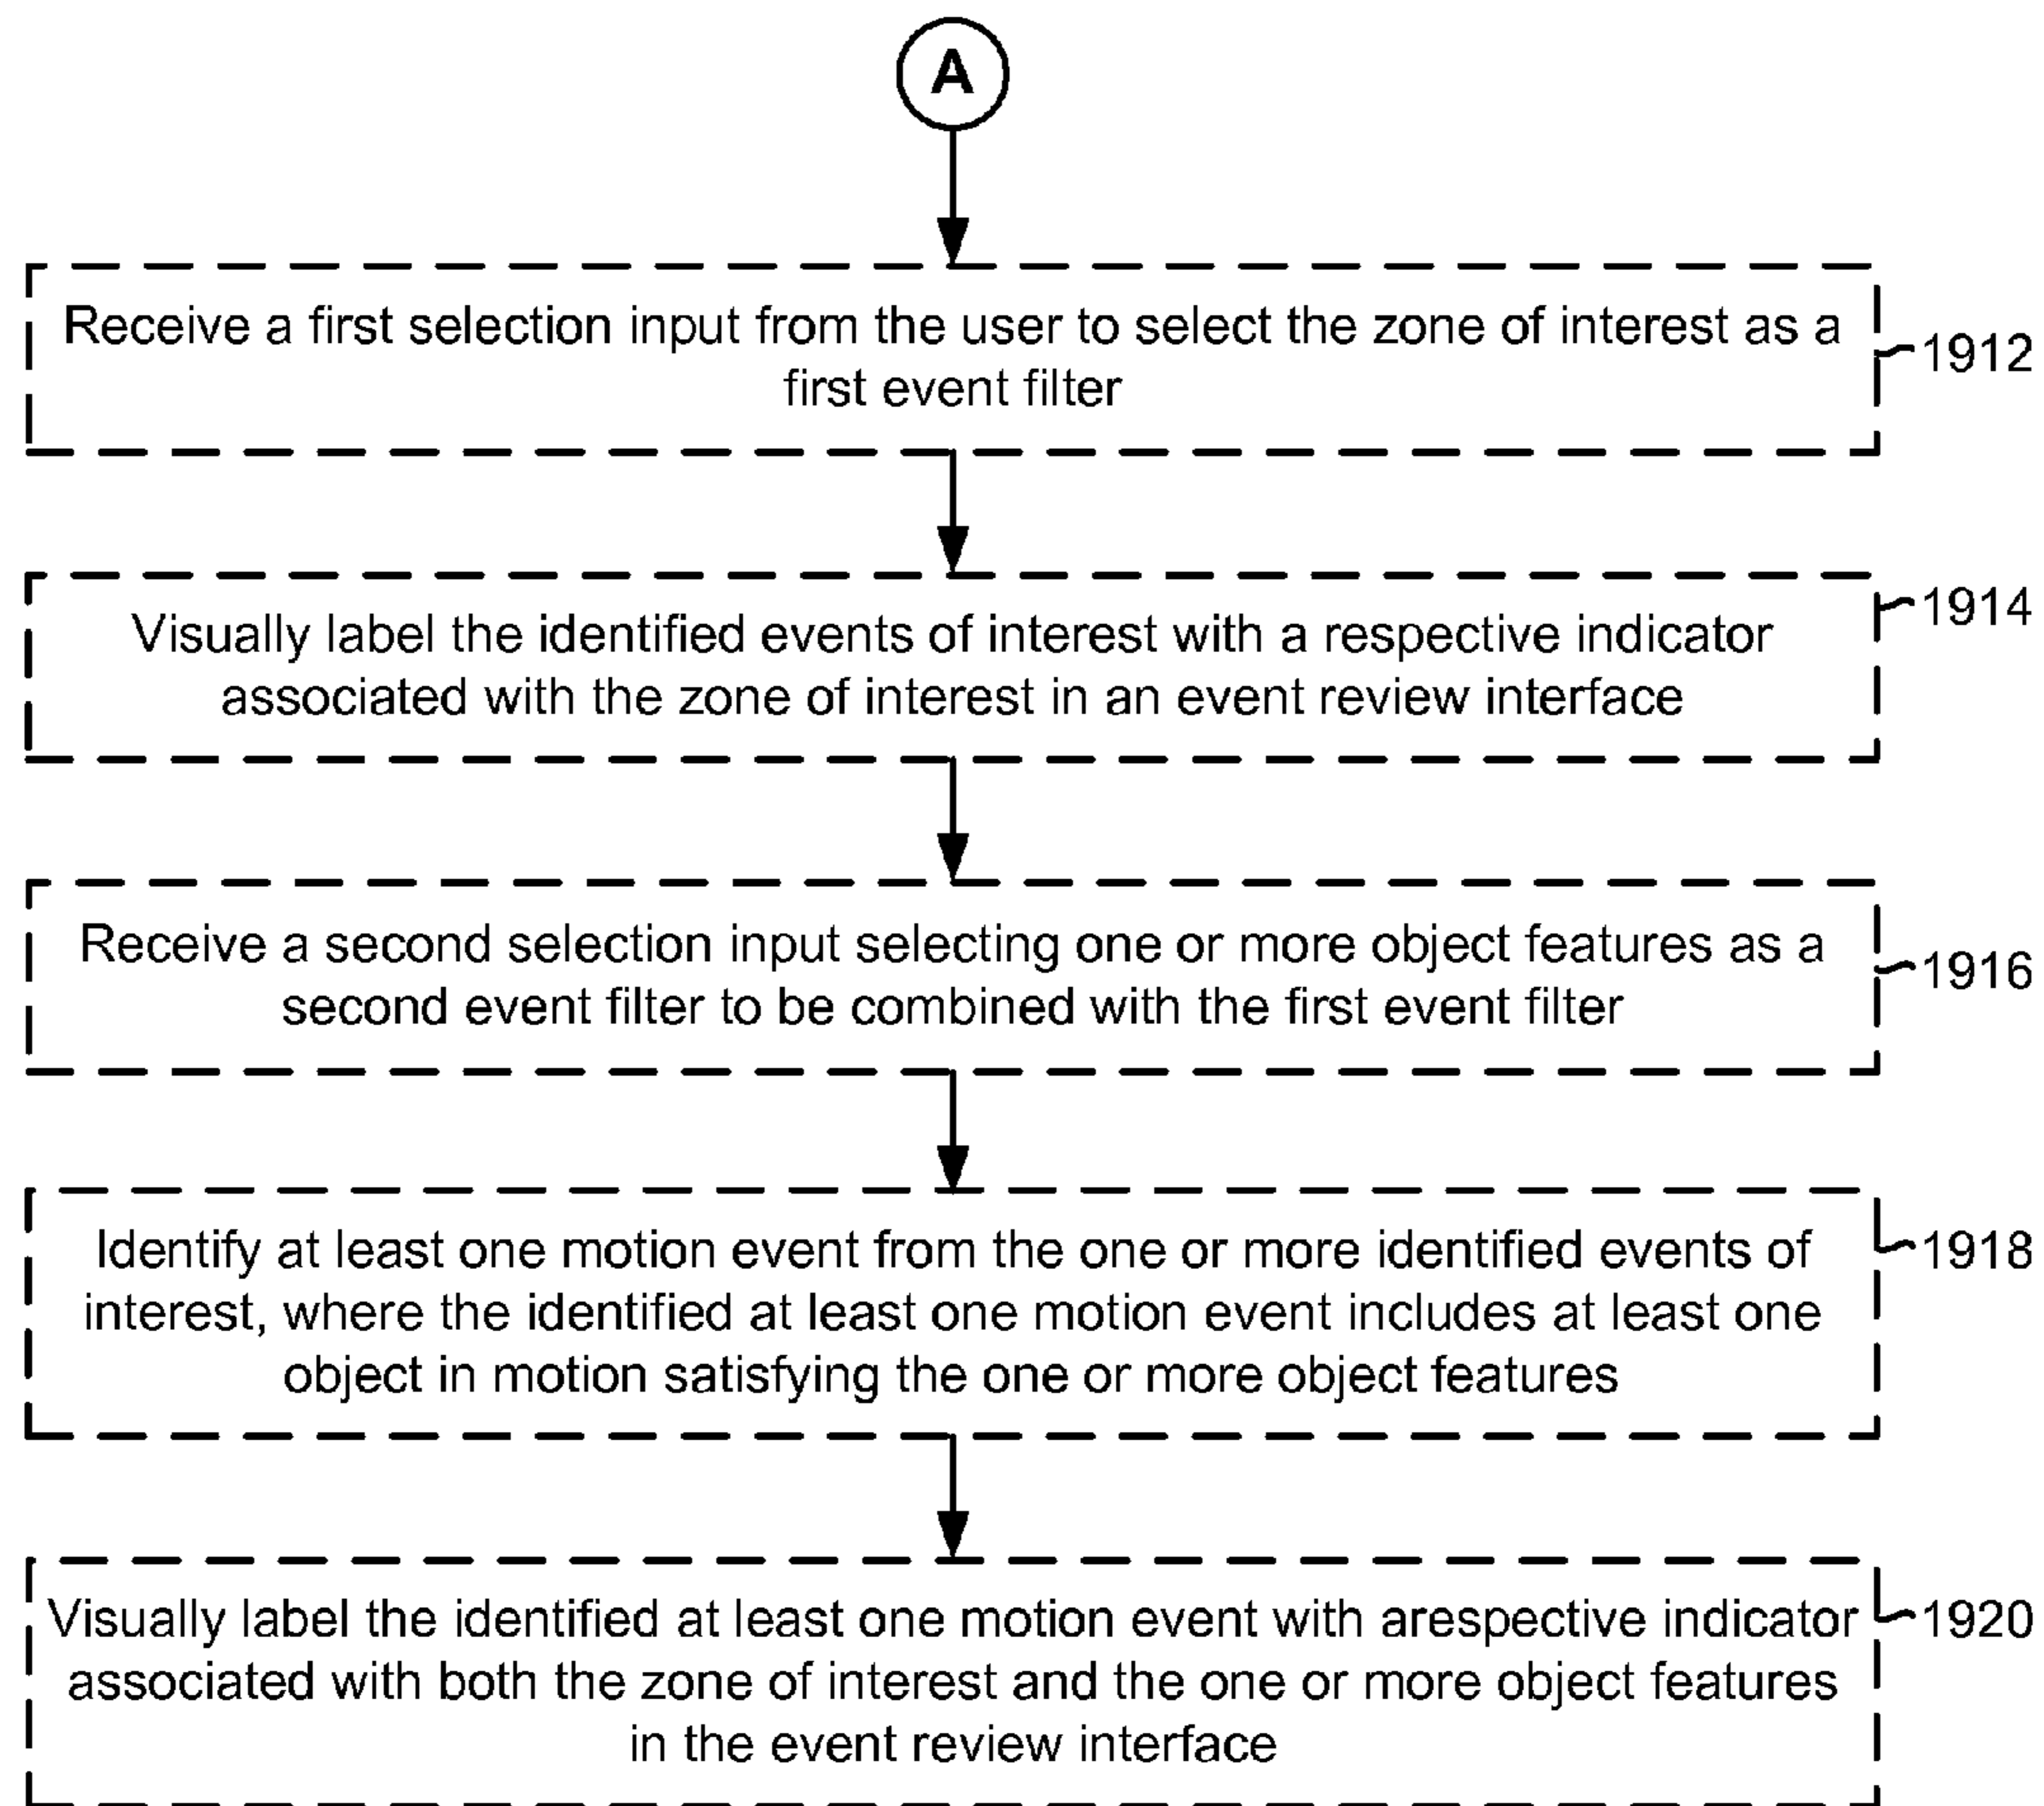 A
Receive a first selection input from the user to select the zone of interest as a
first event filter
1912
Visually label the identified events of interest with a respective indicator
associated with the zone of interest in an event review interface
1914
Receive a second selection input selecting one or more object features as a
second event filter to be combined with the first event filter
1916
Identify at least one motion event from the one or more identified events of
interest, where the identified at least one motion event includes at least one
object in motion satisfying the one or more object features
1918
Visually label the identified at least one motion event with arespective indicator
associated with both the zone of interest and the one or more object features
in the event review interface
1920